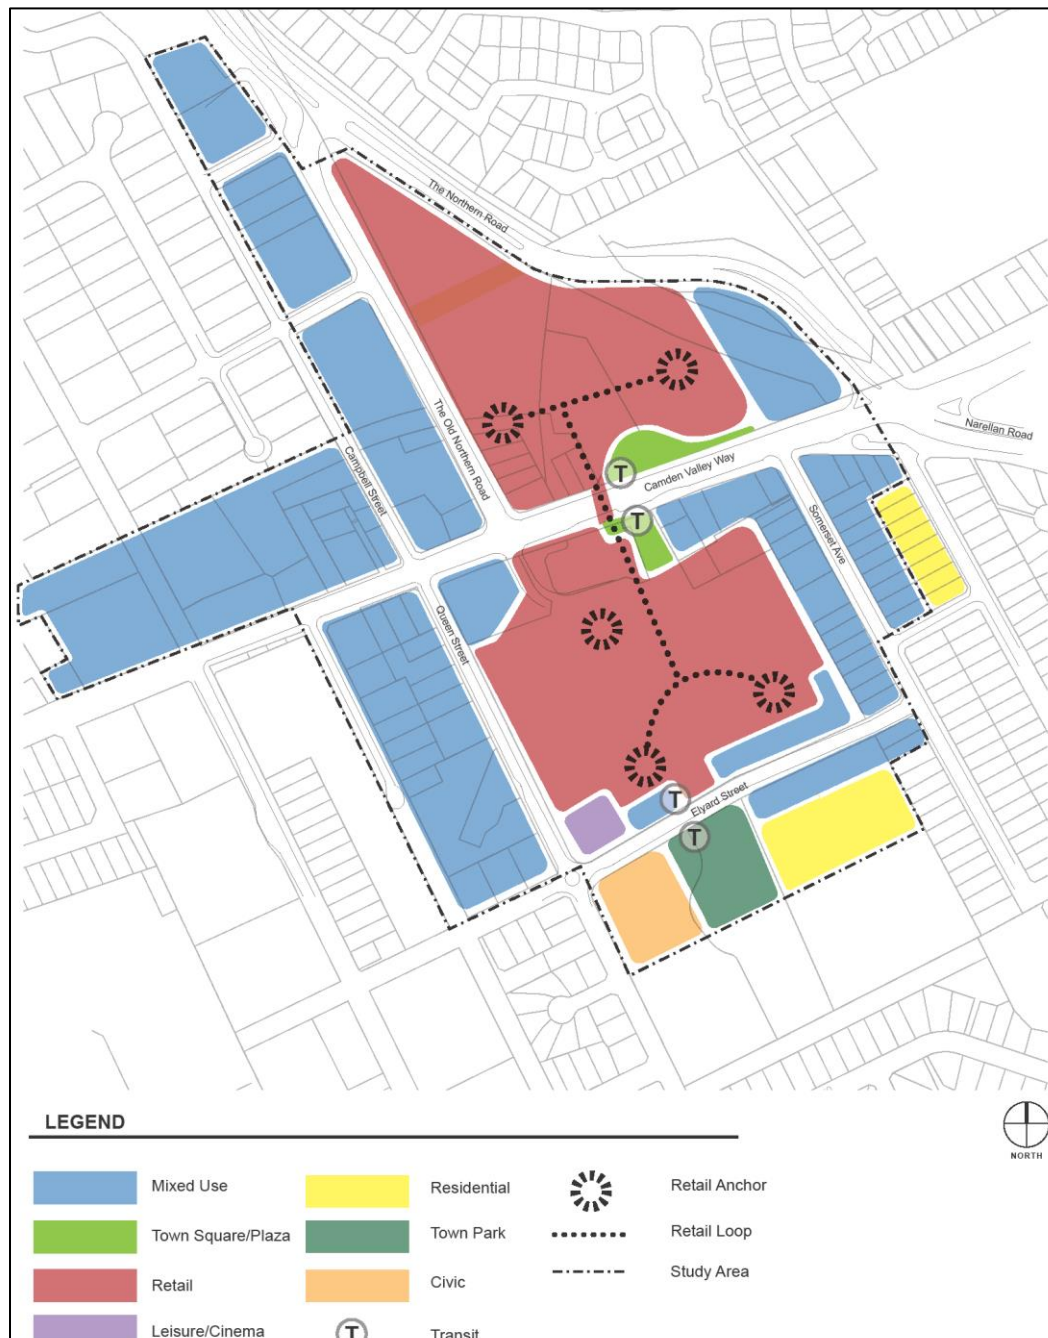 The Northern Road
The Old Northern Road
Campbell Street
Camden Valley Way
Narellan Road
Somerset Ave
Queen Street
Elyard Street
T
T
T
T
LEGEND
NORTH
Mixed Use
Residential
Retail Anchor
Town Square/Plaza
Town Park
Retail Loop
Retail
Civic
Study Area
Leisure/Cinema
T
Transit